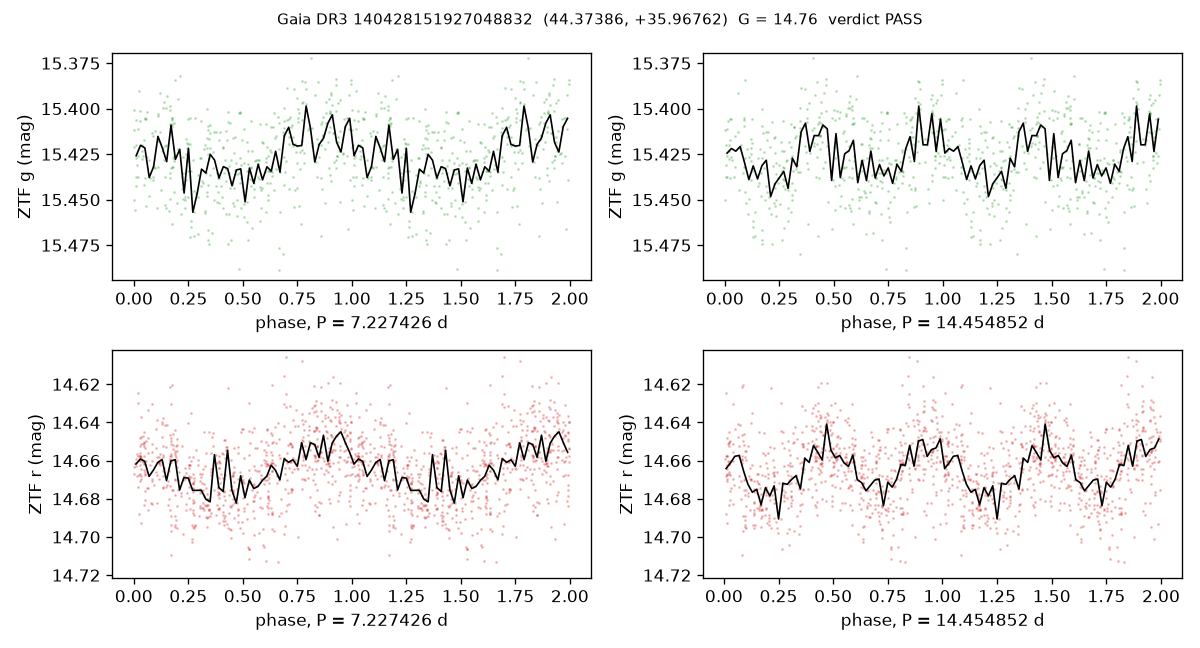 Gaia DR3 140428151927048832 (44.37386, +35.96762) G = 14.76 verdict PASS
ZTF g (mag)
15.375
15.400
15.425
15.450
15.475
0.00 0.25 0.50 0.75 1.00 1.25 1.50 1.75 2.00
phase, P = 7.227426 d
ZTF g (mag)
15.375
15.400
15.425
15.450
15.475
0.00 0.25 0.50 0.75 1.00 1.25 1.50 1.75 2.00
phase, P = 14.454852 d
ZTF r (mag)
14.62
14.64
14.66
14.68
14.70
14.72
0.00 0.25 0.50 0.75 1.00 1.25 1.50 1.75 2.00
phase, P = 7.227426 d
ZTF r (mag)
14.62
14.64
14.66
14.68
14.70
14.72
0.00 0.25 0.50 0.75 1.00 1.25 1.50 1.75 2.00
phase, P = 14.454852 d